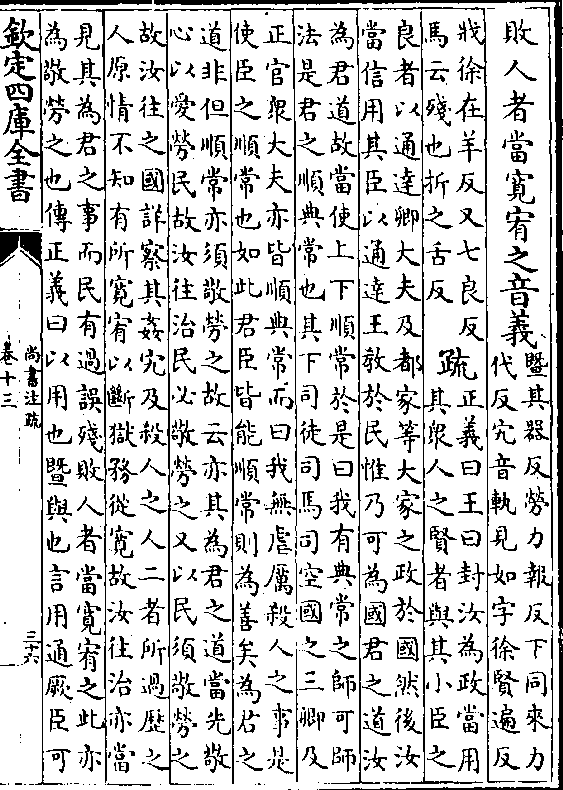 敗人者當寬宥之音義
暨其器反勞力報反下同來力
代反宄音軌見如字徐賢遍反
戕徐在羊反又七良反
馬云殘也折之舌反
疏
正義曰王曰封汝為政當用
其衆人之賢者與其小臣之
良者以通達卿大夫及都家等大家之政於國然後汝
當信用其臣以通達王敎於民惟乃可為國君之道汝
為君道故當使上下順常於是曰我有典常之師可師
法是君之順典常也其下司徒司馬司空國之三卿及
正官衆大夫亦皆順典常而曰我無虐厲殺人之事是
使臣之順常也如此君臣皆能順常則為善矣為君之
道非但順常亦須敬勞之故云亦其為君之道當先敬
心以愛勞民故汝往治民必敬勞之又以民須敬勞之
故汝往之國詳察其姦宄及殺人之人二者所過歷之
人原情不知有所寬宥以斷獄務從寬故汝往治亦當
見其為君之事而民有過誤殘敗人者當寬宥之此亦
為敬勞之也傳正義曰以用也暨與也言用通厥臣可
欽定四庫全書
尚書注疏
卷十三
三十六